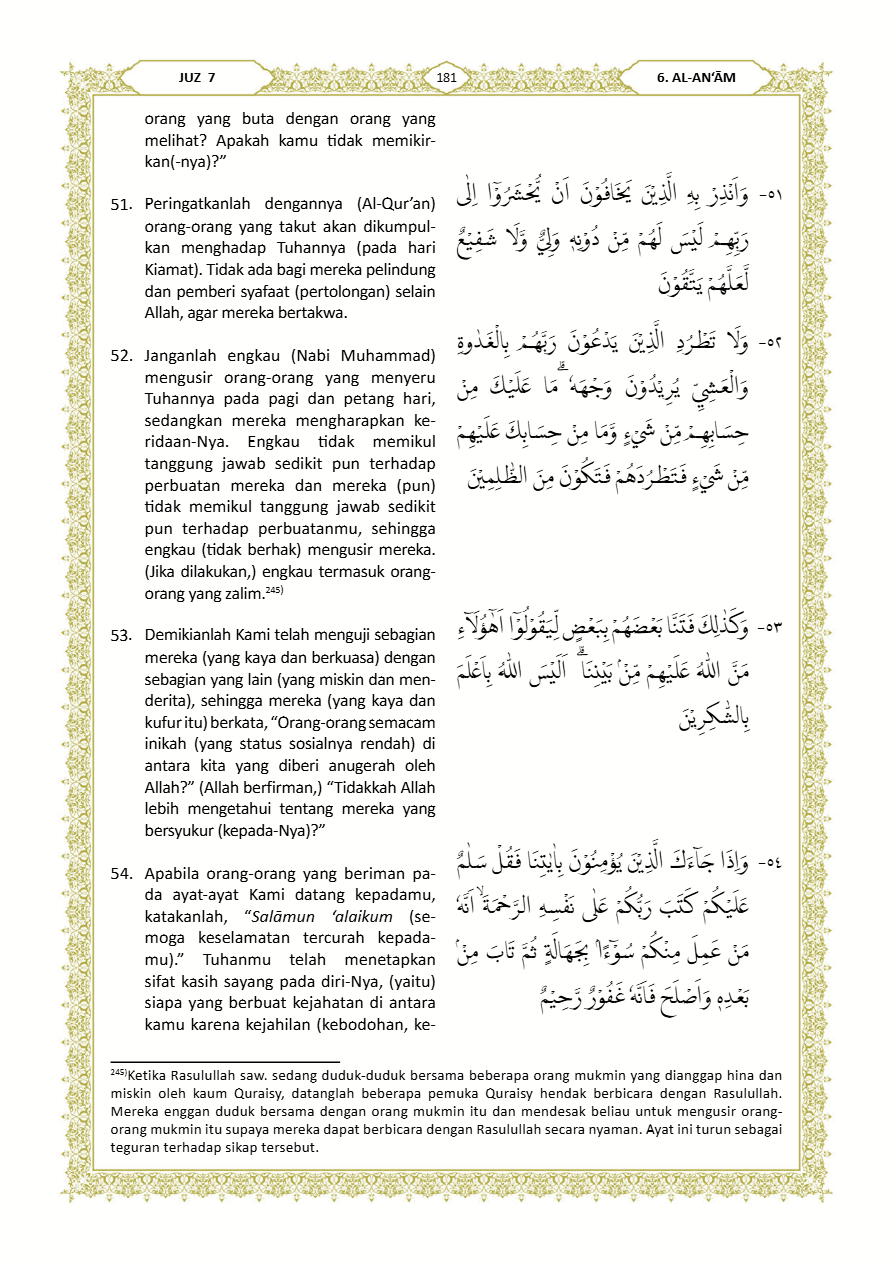 JUZ 7
181
6. AL-AN‘ĀM
orang yang buta dengan orang yang
melihat? Apakah kamu tidak memikir-
kan(-nya)?”
51. Peringatkanlah dengannya (Al-Qur’an)
orang-orang yang takut akan dikumpul-
kan menghadap Tuhannya (pada hari
Kiamat). Tidak ada bagi mereka pelindung
dan pemberi syafaat (pertolongan) selain
Allah, agar mereka bertakwa.
٥١- وَاَنْذِرْ بِهِ الَّذِيْنَ يَخَافُوْنَ اَنْ يُّحْشَرُوْٓا اِلٰى
رَبِّهِمْ لَيْسَ لَهُمْ مِّنْ دُوْنِهٖ وَلِيٌّ وَّلَا شَفِيْعٌ
لَّعَلَّهُمْ يَتَّقُوْنَ
52. Janganlah engkau (Nabi Muhammad)
mengusir orang-orang yang menyeru
Tuhannya pada pagi dan petang hari,
sedangkan mereka mengharapkan ke-
ridaan-Nya. Engkau tidak memikul
tanggung jawab sedikit pun terhadap
perbuatan mereka dan mereka (pun)
tidak memikul tanggung jawab sedikit
pun terhadap perbuatanmu, sehingga
engkau (tidak berhak) mengusir mereka.
(Jika dilakukan,) engkau termasuk orang-
orang yang zalim.²⁴⁵⁾
٥٢- وَلَا تَطْرُدِ الَّذِيْنَ يَدْعُوْنَ رَبَّهُمْ بِالْغَدٰوةِ
وَالْعَشِيِّ يُرِيْدُوْنَ وَجْهَهٗ ۗ مَا عَلَيْكَ مِنْ
حِسَابِهِمْ مِّنْ شَيْءٍ وَّمَا مِنْ حِسَابِكَ عَلَيْهِمْ
مِّنْ شَيْءٍ فَتَطْرُدَهُمْ فَتَكُوْنَ مِنَ الظّٰلِمِيْنَ
53. Demikianlah Kami telah menguji sebagian
mereka (yang kaya dan berkuasa) dengan
sebagian yang lain (yang miskin dan men-
derita), sehingga mereka (yang kaya dan
kufur itu) berkata, “Orang-orang semacam
inikah (yang status sosialnya rendah) di
antara kita yang diberi anugerah oleh
Allah?” (Allah berfirman,) “Tidakkah Allah
lebih mengetahui tentang mereka yang
bersyukur (kepada-Nya)?”
٥٣- وَكَذٰلِكَ فَتَنَّا بَعْضَهُمْ بِبَعْضٍ لِّيَقُوْلُوْٓا اَهٰٓؤُلَاۤءِ
مَنَّ اللّٰهُ عَلَيْهِمْ مِّنْۢ بَيْنِنَاۗ اَلَيْسَ اللّٰهُ بِاَعْلَمَ
بِالشّٰكِرِيْنَ
54. Apabila orang-orang yang beriman pa-
da ayat-ayat Kami datang kepadamu,
katakanlah, “Salāmun ‘alaikum (se-
moga keselamatan tercurah kepada-
mu).” Tuhanmu telah menetapkan
sifat kasih sayang pada diri-Nya, (yaitu)
siapa yang berbuat kejahatan di antara
kamu karena kejahilan (kebodohan, ke-
٥٤- وَاِذَا جَاۤءَكَ الَّذِيْنَ يُؤْمِنُوْنَ بِاٰيٰتِنَا فَقُلْ سَلٰمٌ
عَلَيْكُمْ كَتَبَ رَبُّكُمْ عَلٰى نَفْسِهِ الرَّحْمَةَۙ اَنَّهٗ
مَنْ عَمِلَ مِنْكُمْ سُوْۤءًاۢ بِجَهَالَةٍ ثُمَّ تَابَ مِنْۢ
بَعْدِهٖ وَاَصْلَحَ فَاَنَّهٗ غَفُوْرٌ رَّحِيْمٌ
²⁴⁵⁾Ketika Rasulullah saw. sedang duduk-duduk bersama beberapa orang mukmin yang dianggap hina dan
miskin oleh kaum Quraisy, datanglah beberapa pemuka Quraisy hendak berbicara dengan Rasulullah.
Mereka enggan duduk bersama dengan orang mukmin itu dan mendesak beliau untuk mengusir orang-
orang mukmin itu supaya mereka dapat berbicara dengan Rasulullah secara nyaman. Ayat ini turun sebagai
teguran terhadap sikap tersebut.